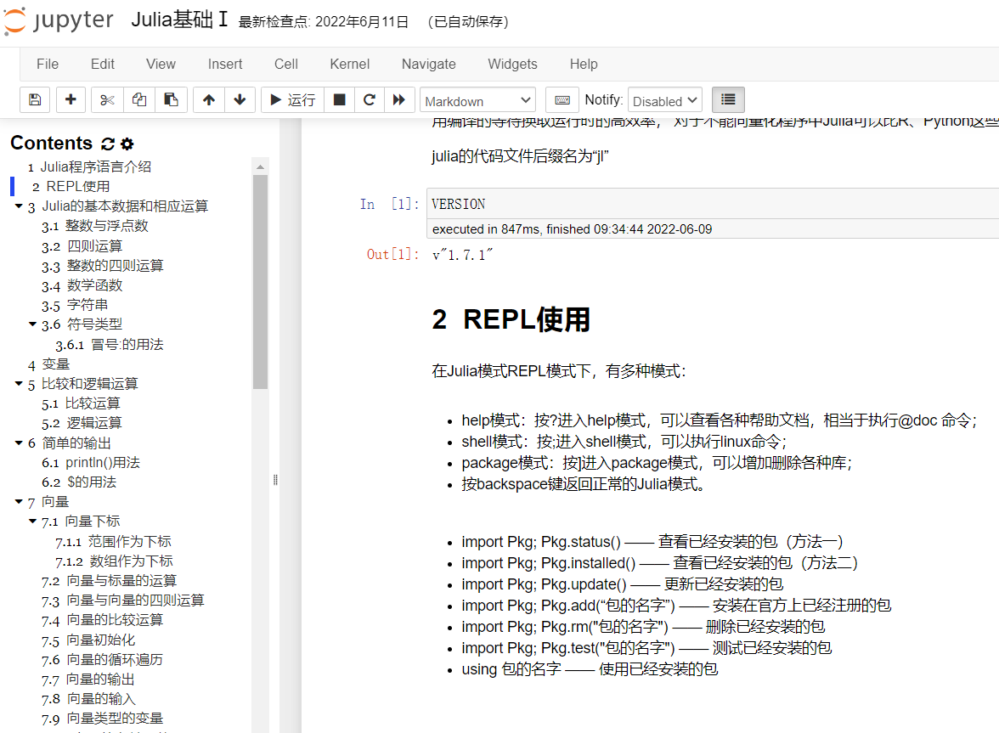 jupyter Julia基础Ⅰ 最新检查点: 2022年6月11日 (已自动保存)
File Edit View Insert Cell Kernel Navigate Widgets Help
运行 Markdown Notify: Disabled
Contents
1 Julia程序语言介绍
2 REPL使用
3 Julia的基本数据和相应运算
3.1 整数与浮点数
3.2 四则运算
3.3 整数的四则运算
3.4 数学函数
3.5 字符串
3.6 符号类型
3.6.1 冒号:的用法
4 变量
5 比较和逻辑运算
5.1 比较运算
5.2 逻辑运算
6 简单的输出
6.1 println()用法
6.2 $的用法
7 向量
7.1 向量下标
7.1.1 范围作为下标
7.1.2 数组作为下标
7.2 向量与标量的运算
7.3 向量与向量的四则运算
7.4 向量的比较运算
7.5 向量初始化
7.6 向量的循环遍历
7.7 向量的输出
7.8 向量的输入
7.9 向量类型的变量
用编译的等待换取运行时的高效率， 对于不能向量化程序中Julia可以比R、Python这些
julia的代码文件后缀名为“jl”
In [1]: VERSION
executed in 847ms, finished 09:34:44 2022-06-09
Out[1]: v"1.7.1"
2 REPL使用
在Julia模式REPL模式下，有多种模式：
• help模式：按?进入help模式，可以查看各种帮助文档，相当于执行@doc 命令；
• shell模式：按;进入shell模式，可以执行linux命令；
• package模式：按]进入package模式，可以增加删除各种库；
• 按backspace键返回正常的Julia模式。
• import Pkg; Pkg.status() —— 查看已经安装的包（方法一）
• import Pkg; Pkg.installed() —— 查看已经安装的包（方法二）
• import Pkg; Pkg.update() —— 更新已经安装的包
• import Pkg; Pkg.add(“包的名字”) —— 安装在官方上已经注册的包
• import Pkg; Pkg.rm("包的名字") —— 删除已经安装的包
• import Pkg; Pkg.test("包的名字") —— 测试已经安装的包
• using 包的名字 —— 使用已经安装的包